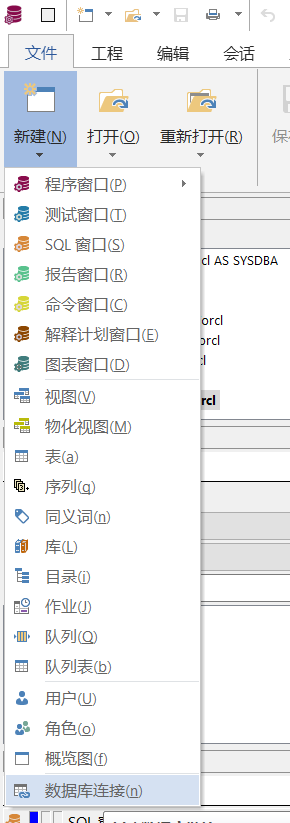 文件 工程 编辑 会话
新建(N) 打开(O) 重新打开(R)
程序窗口(P)
测试窗口(T)
SQL 窗口(S)
cl AS SYSDBA
报告窗口(R)
命令窗口(C)
orcl
解释计划窗口(E)
orcl
图表窗口(D)
orcl
视图(V)
orcl
物化视图(M)
表(a)
序列(q)
同义词(n)
库(L)
目录(i)
作业(J)
队列(Q)
队列表(b)
用户(U)
角色(o)
概览图(f)
数据库连接(n)
SQL